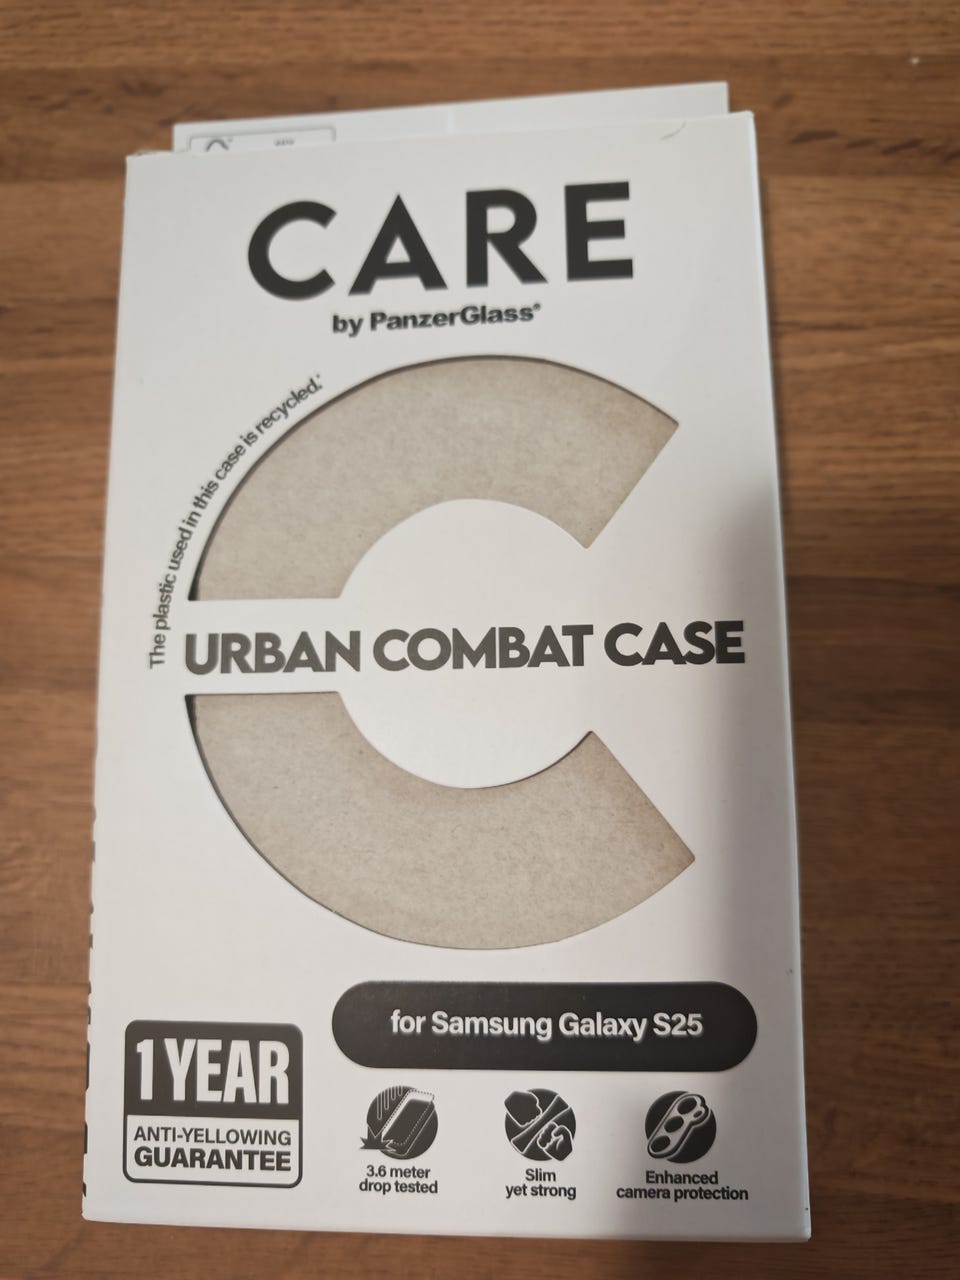 CARE
by PanzerGlass®
The plastic used in this case is recycled.*
URBAN COMBAT CASE
for Samsung Galaxy S25
1 YEAR
ANTI-YELLOWING
GUARANTEE
3.6 meter
drop tested
Slim
yet strong
Enhanced
camera protection